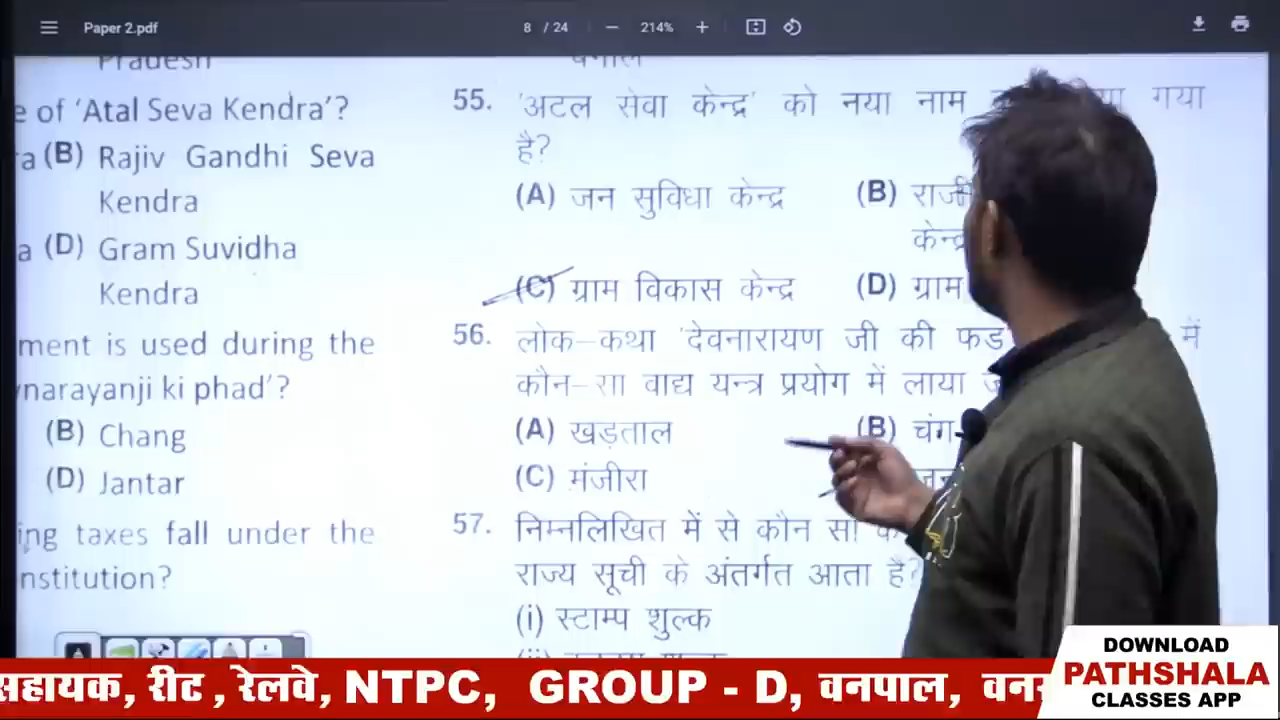 Paper 2.pdf
8 / 24
214%
Pradesh
बंगाल
e of 'Atal Seva Kendra'?
a (B) Rajiv Gandhi Seva
Kendra
a (D) Gram Suvidha
Kendra
ment is used during the
narayanji ki phad'?
(B) Chang
(D) Jantar
ing taxes fall under the
nstitution?
55. 'अटल सेवा केन्द्र' को नया नाम गया
है?
(A) जन सुविधा केन्द्र (B)
केन्द्र
(C) ग्राम विकास केन्द्र (D) ग्राम
56. लोक–कथा 'देवनारायण जी की फड़ में
कौन–सा वाद्य यन्त्र प्रयोग में लाया
(A) खड़ताल (B) चंग
(C) मंजीरा
57. निम्नलिखित में से कौन सा
राज्य सूची के अंतर्गत आता है?
(i) स्टाम्प शुल्क
सहायक, रीट , रेलवे, NTPC, GROUP - D, वनपाल,
DOWNLOAD
PATHSHALA
CLASSES APP